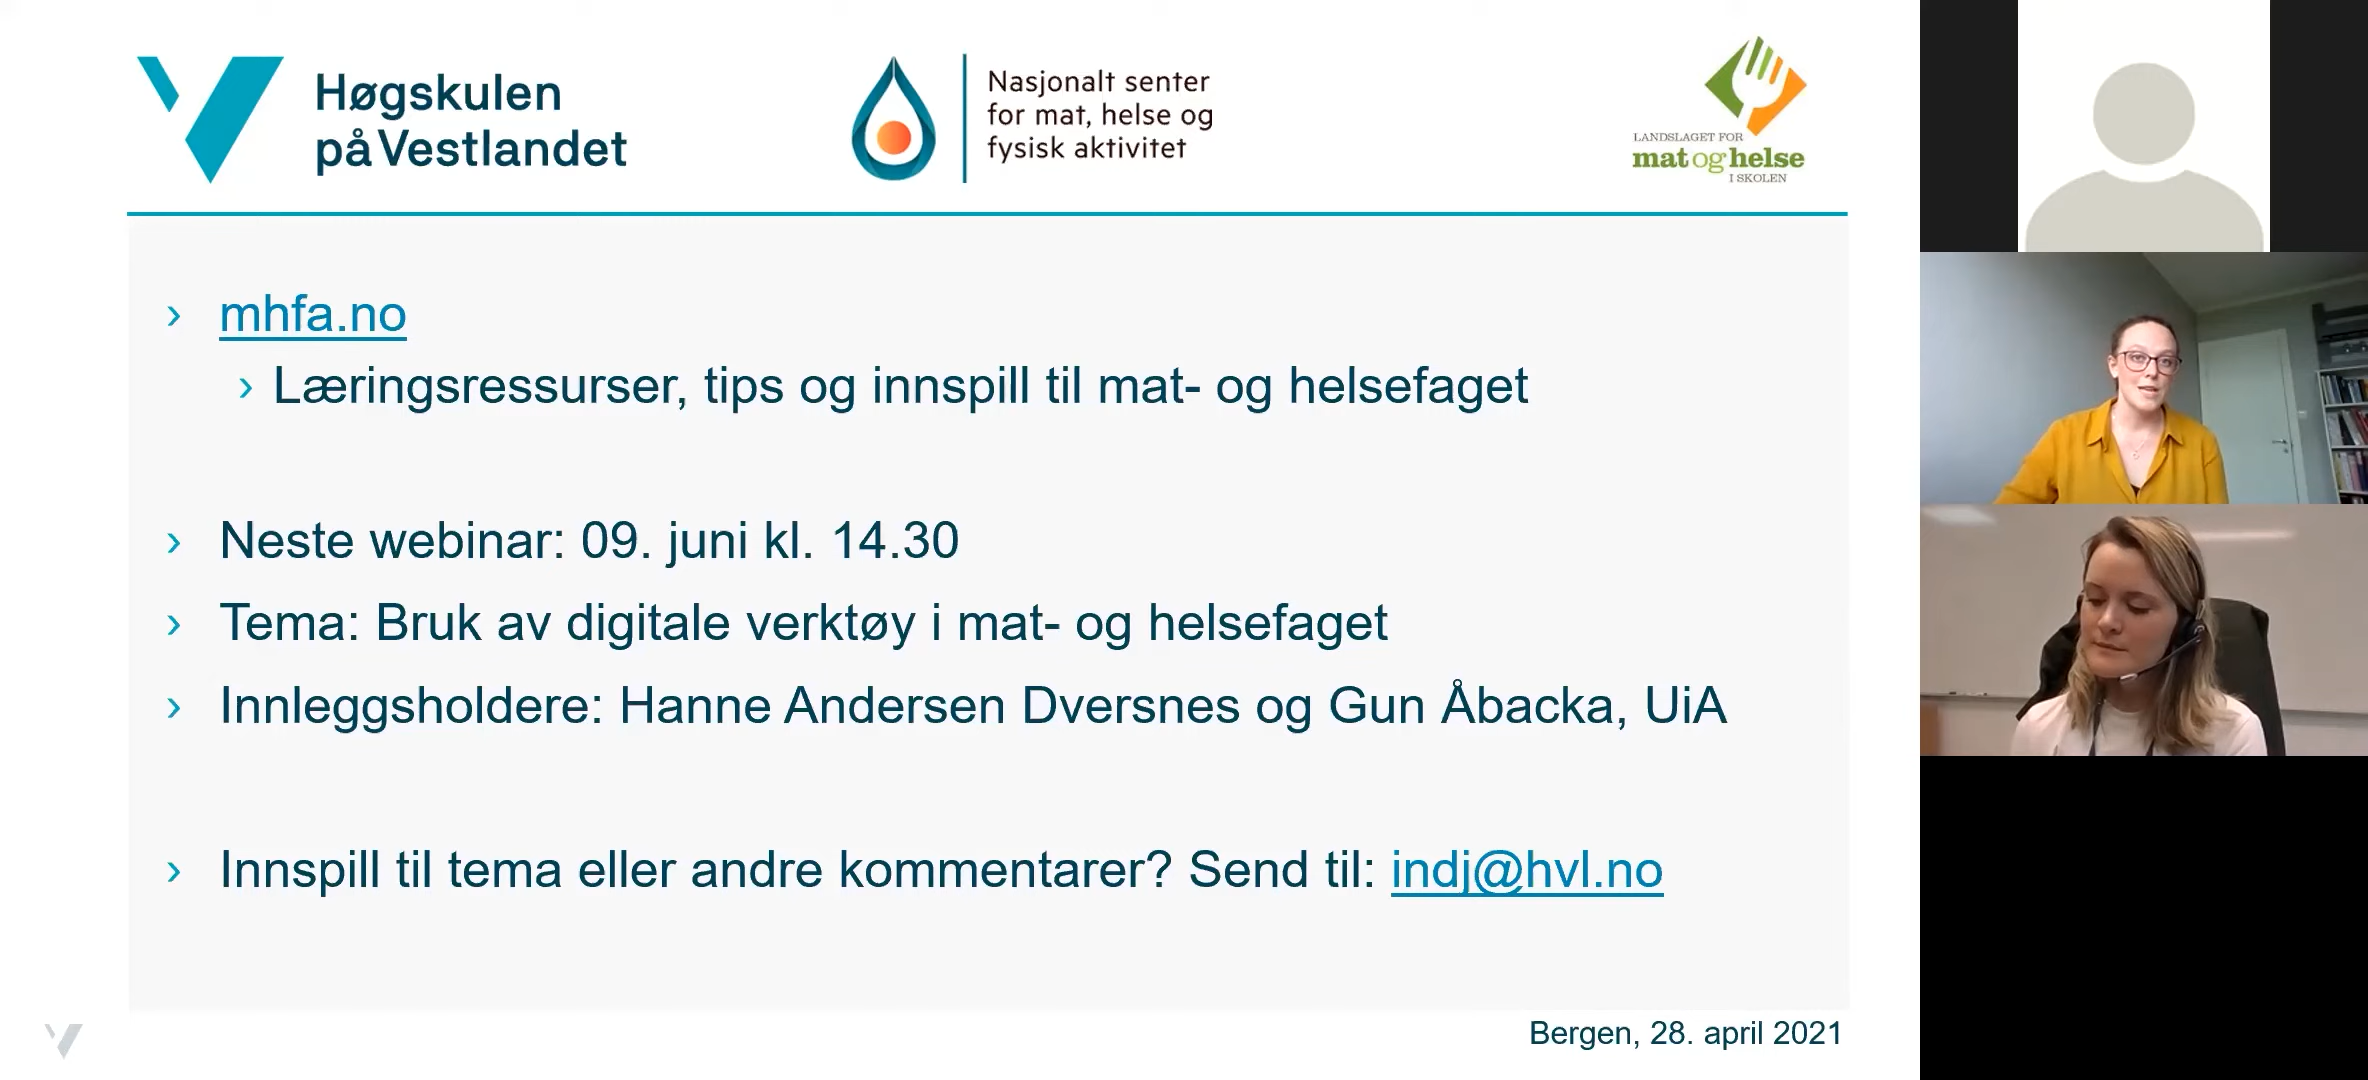 Høgskulen
på Vestlandet
Nasjonalt senter
for mat, helse og
fysisk aktivitet
LANDSLAGET FOR
mat og helse
I SKOLEN
› mhfa.no
› Læringsressurser, tips og innspill til mat- og helsefaget
› Neste webinar: 09. juni kl. 14.30
› Tema: Bruk av digitale verktøy i mat- og helsefaget
› Innleggsholdere: Hanne Andersen Dversnes og Gun Åbacka, UiA
› Innspill til tema eller andre kommentarer? Send til: indj@hvl.no
Bergen, 28. april 2021